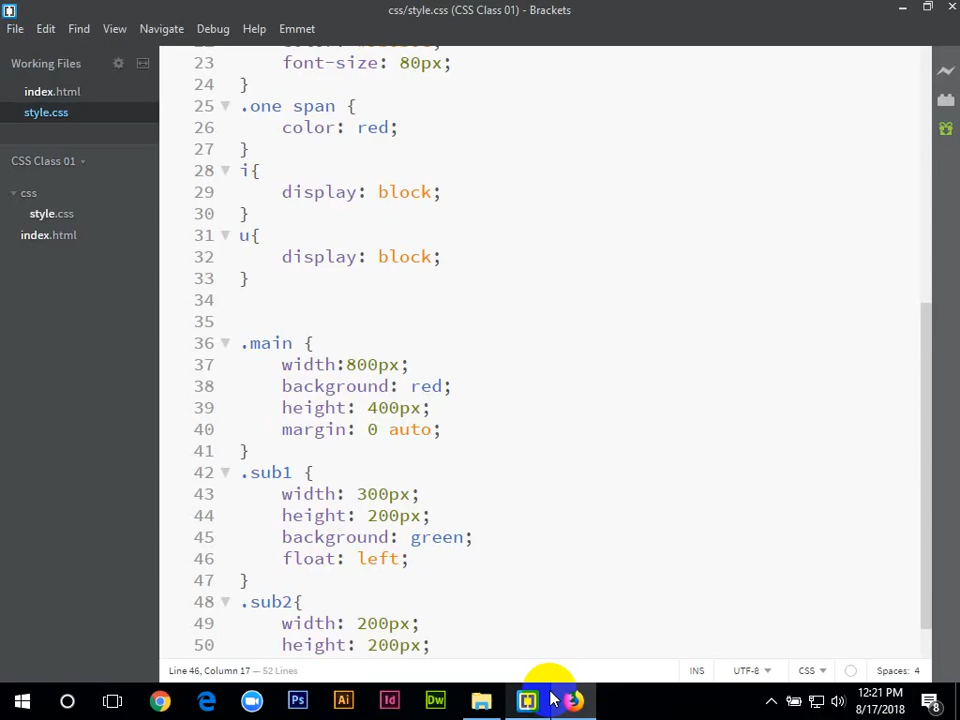 css/style.css (CSS Class 01) - Brackets
File Edit Find View Navigate Debug Help Emmet
Working Files
index.html
style.css
CSS Class 01
css
style.css
index.html
23 font-size: 80px;
24 }
25 .one span {
26 color: red;
27 }
28 i{
29 display: block;
30 }
31 u{
32 display: block;
33 }
34
35
36 .main {
37 width:800px;
38 background: red;
39 height: 400px;
40 margin: 0 auto;
41 }
42 .sub1 {
43 width: 300px;
44 height: 200px;
45 background: green;
46 float: left;
47 }
48 .sub2{
49 width: 200px;
50 height: 200px;
Line 46, Column 17 — 52 Lines
INS UTF-8 CSS Spaces: 4
Ps Ai Id Dw
12:21 PM
8/17/2018
8